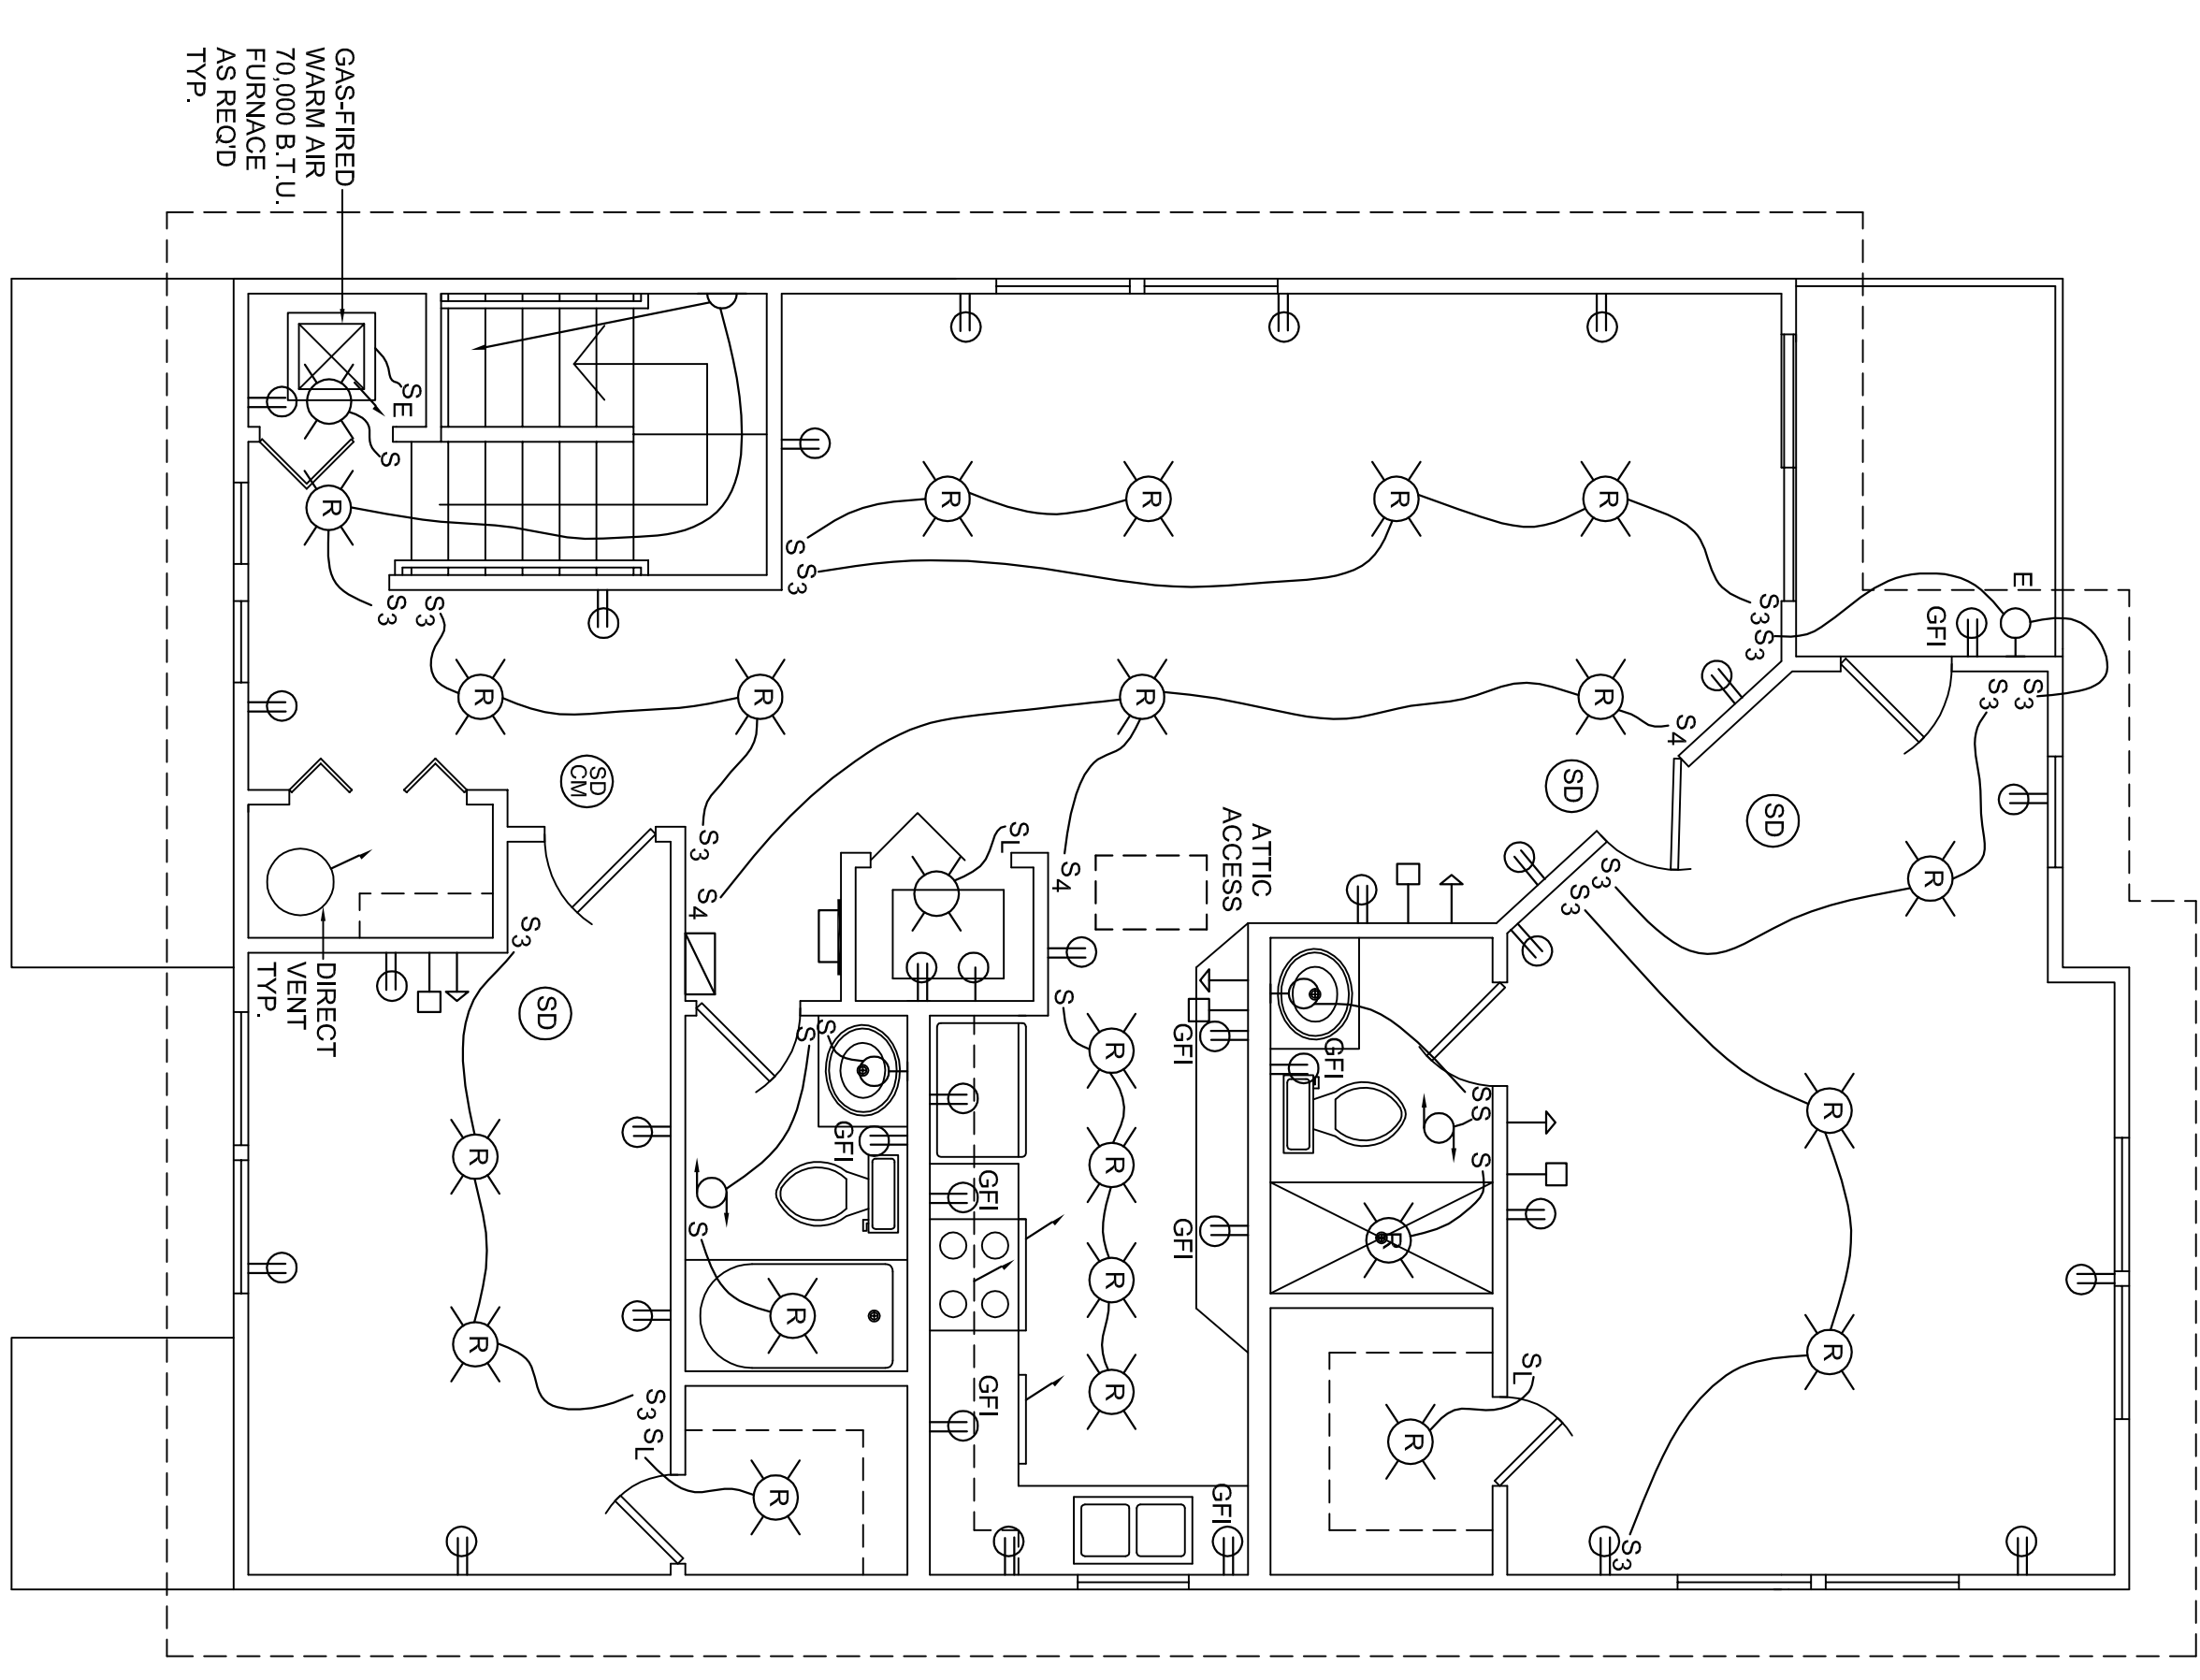 GAS-FIRED
WARM AIR
70,000 B.T.U.
FURNACE
AS REQ'D
TYP.
S E
S
R
S3
S3
R
R
R
R
R
R
S
S3
S3
S3
E
GFI
S3
S3
R
R
S4
SD
CM
SD
SD
S3
S4
SL
S4
ATTIC
ACCESS
S3
S3
R
S3
SD
DIRECT
VENT
TYP.
S
S
S
GFI
GFI
GFI
S
S
S
R
R
R
R
R
R
GFI
GFI
GFI
S
R
R
R
R
R
S3
SL
R
GFI
SL
R
S3